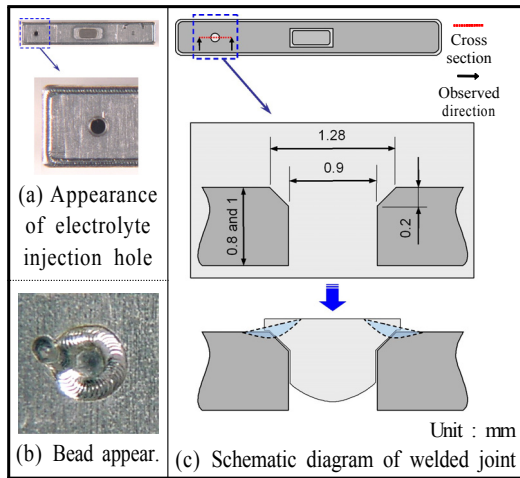 Cross
section
Observed
direction
1.28
0.9
0.8 and 1
0.2
(a) Appearance
of electrolyte
injection hole
(b) Bead appear.
Unit : mm
(c) Schematic diagram of welded joint